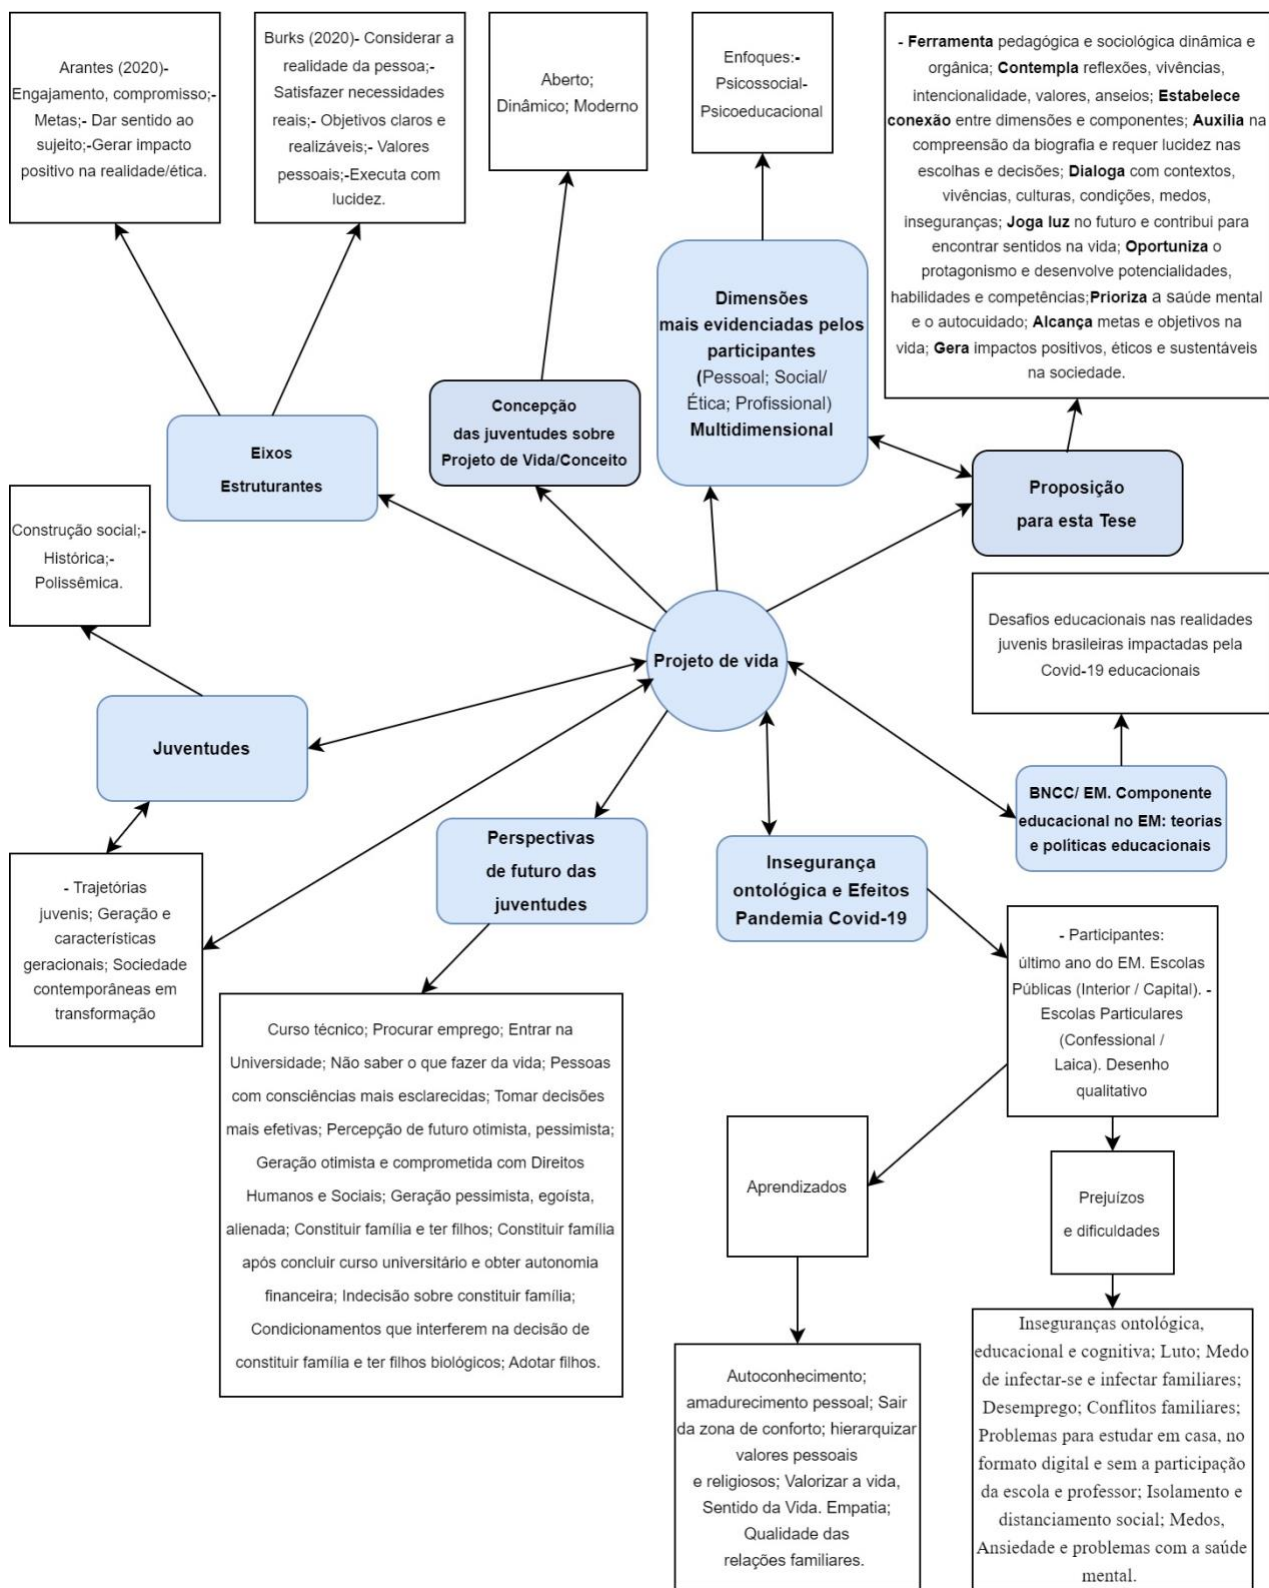 Arantes (2020)-
Engajamento, compromisso;-
Metas;- Dar sentido ao
sujeito;-Gerar impacto
positivo na realidade/ética.
Burks (2020)- Considerar a
realidade da pessoa;-
Satisfazer necessidades
reais;- Objetivos claros e
realizáveis;- Valores
pessoais;-Executa com
lucidez.
Aberto;
Dinâmico; Moderno
Enfoques:-
Psicossocial-
Psicoeducacional
- Ferramenta pedagógica e sociológica dinâmica e
orgânica; Contempla reflexões, vivências,
intencionalidade, valores, anseios; Estabelece
conexão entre dimensões e componentes; Auxilia na
compreensão da biografia e requer lucidez nas
escolhas e decisões; Dialoga com contextos,
vivências, culturas, condições, medos,
inseguranças; Joga luz no futuro e contribui para
encontrar sentidos na vida; Oportuniza o
protagonismo e desenvolve potencialidades,
habilidades e competências;Prioriza a saúde mental
e o autocuidado; Alcança metas e objetivos na
vida; Gera impactos positivos, éticos e sustentáveis
na sociedade.
Eixos
Estruturantes
Concepção
das juventudes sobre
Projeto de Vida/Conceito
Dimensões
mais evidenciadas pelos
participantes
(Pessoal; Social/
Ética; Profissional)
Multidimensional
Proposição
para esta Tese
Construção social;-
Histórica;-
Polissêmica.
Projeto de vida
Desafios educacionais nas realidades
juvenis brasileiras impactadas pela
Covid-19 educacionais
Juventudes
BNCC/ EM. Componente
educacional no EM: teorias
e políticas educacionais
Perspectivas
de futuro das
juventudes
Insegurança
ontológica e Efeitos
Pandemia Covid-19
- Trajetórias
juvenis; Geração e
características
geracionais; Sociedade
contemporâneas em
transformação
- Participantes:
último ano do EM. Escolas
Públicas (Interior / Capital). -
Escolas Particulares
(Confessional /
Laica). Desenho
qualitativo
Curso técnico; Procurar emprego; Entrar na
Universidade; Não saber o que fazer da vida; Pessoas
com consciências mais esclarecidas; Tomar decisões
mais efetivas; Percepção de futuro otimista, pessimista;
Geração otimista e comprometida com Direitos
Humanos e Sociais; Geração pessimista, egoísta,
alienada; Constituir família e ter filhos; Constituir família
após concluir curso universitário e obter autonomia
financeira; Indecisão sobre constituir família;
Condicionamentos que interferem na decisão de
constituir família e ter filhos biológicos; Adotar filhos.
Aprendizados
Prejuízos
e dificuldades
Autoconhecimento;
amadurecimento pessoal; Sair
da zona de conforto; hierarquizar
valores pessoais
e religiosos; Valorizar a vida,
Sentido da Vida. Empatia;
Qualidade das
relações familiares.
Inseguranças ontológica,
educacional e cognitiva; Luto; Medo
de infectar-se e infectar familiares;
Desemprego; Conflitos familiares;
Problemas para estudar em casa, no
formato digital e sem a participação
da escola e professor; Isolamento e
distanciamento social; Medos,
Ansiedade e problemas com a saúde
mental.